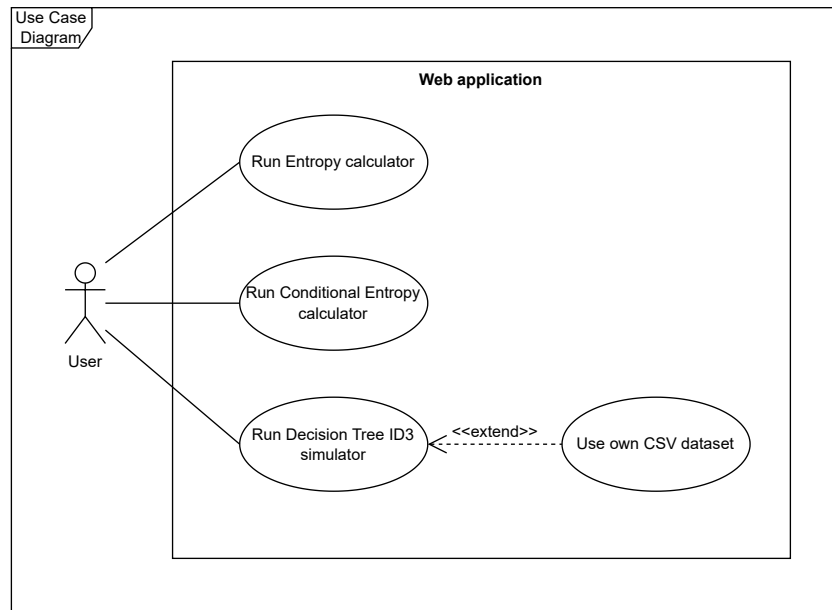 Use Case
Diagram
Web application
Run Entropy calculator
Run Conditional Entropy
calculator
User
Run Decision Tree ID3
simulator
<<extend>>
Use own CSV dataset